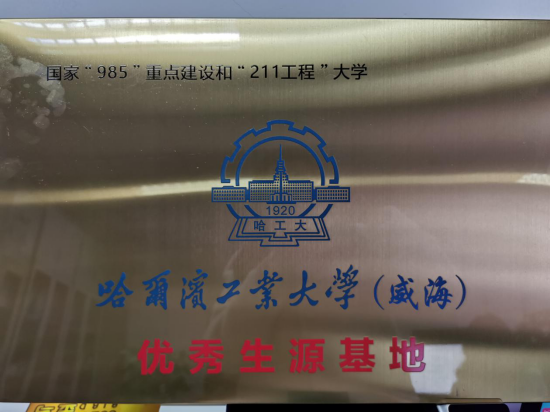 国家“985”重点建设和“211工程”大学
1920
哈工大
哈爾濱工業大學(威海)
优秀生源基地